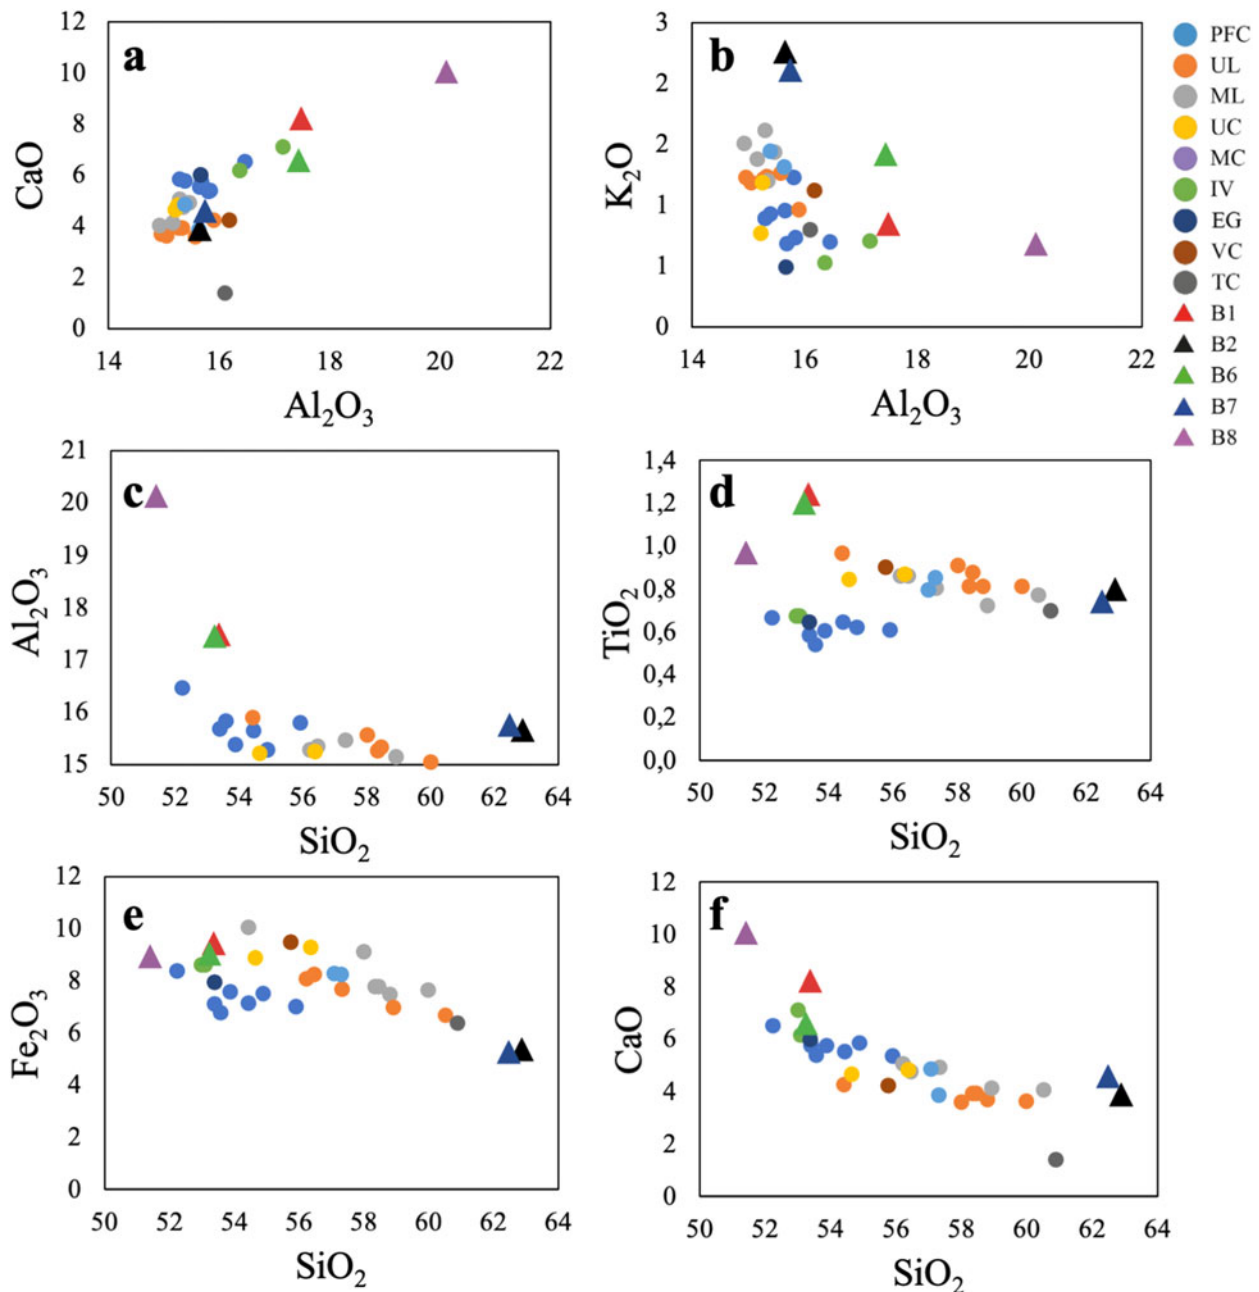 a
12
10
8
6
4
2
0
CaO
14 16 18 20 22
Al₂O₃
b
3
2
2
1
1
0
K₂O
14 16 18 20 22
Al₂O₃
PFC
UL
ML
UC
MC
IV
EG
VC
TC
B1
B2
B6
B7
B8
c
21
20
19
18
17
16
15
Al₂O₃
50 52 54 56 58 60 62 64
SiO₂
d
1,4
1,2
1,0
0,8
0,6
0,4
0,2
0,0
TiO₂
50 52 54 56 58 60 62 64
SiO₂
e
12
10
8
6
4
2
0
Fe₂O₃
50 52 54 56 58 60 62 64
SiO₂
f
12
10
8
6
4
2
0
CaO
50 52 54 56 58 60 62 64
SiO₂